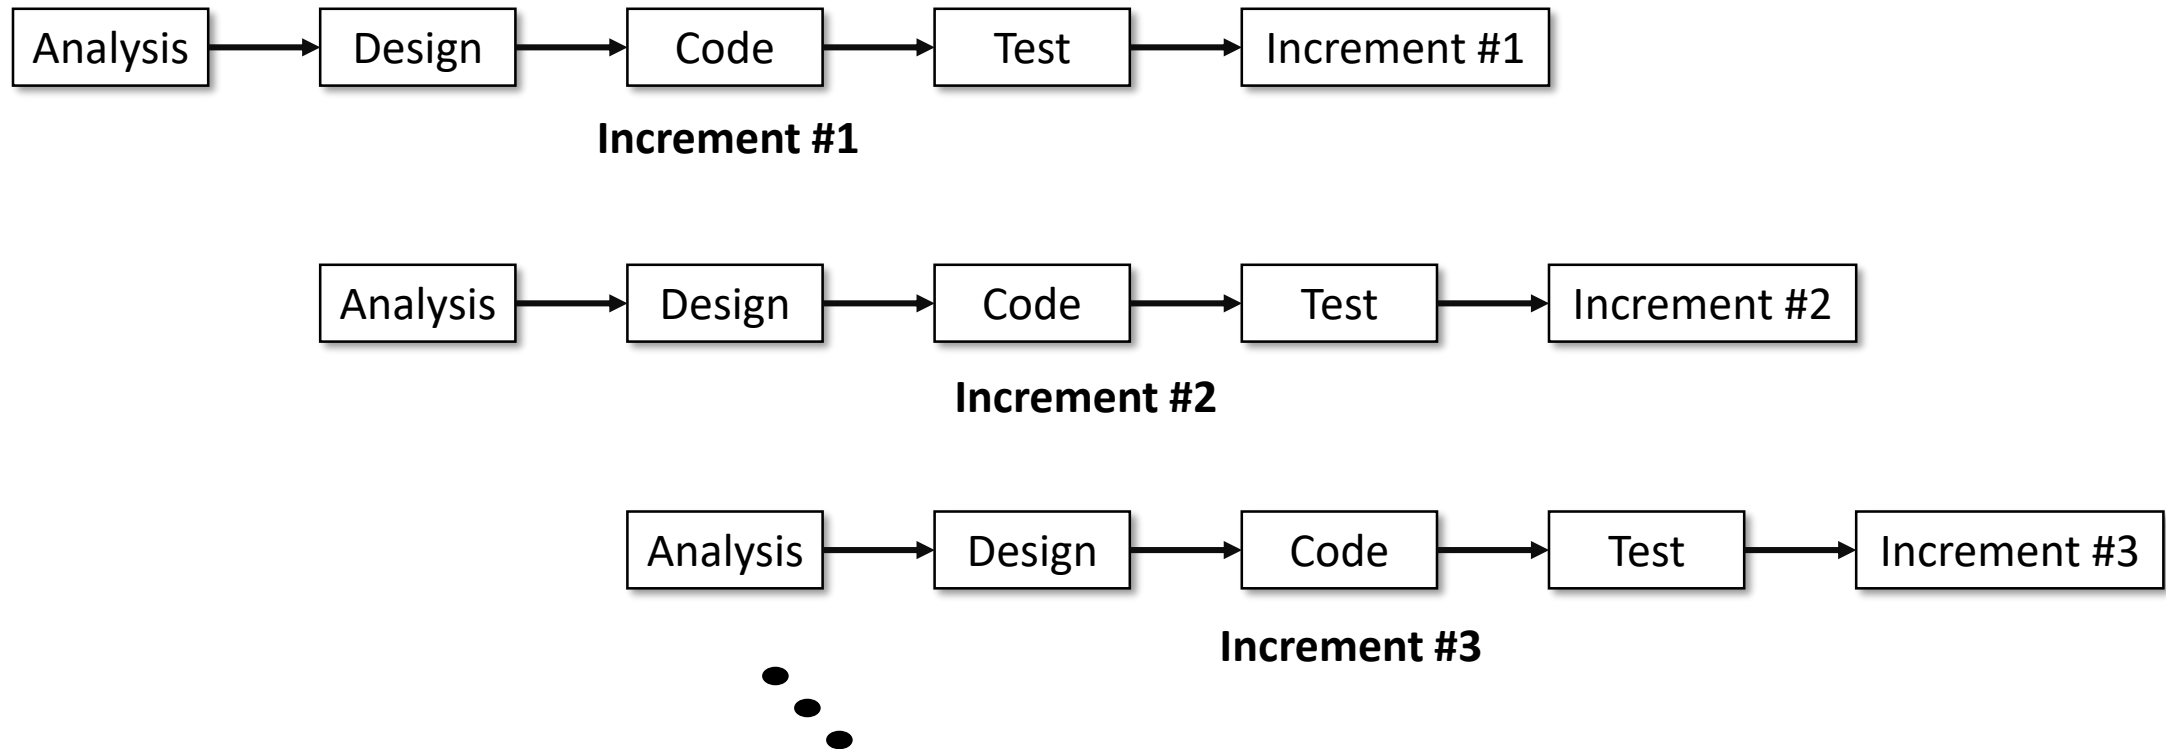 Analysis Design Code Test Increment #1
Increment #1
Analysis Design Code Test Increment #2
Increment #2
Analysis Design Code Test Increment #3
Increment #3